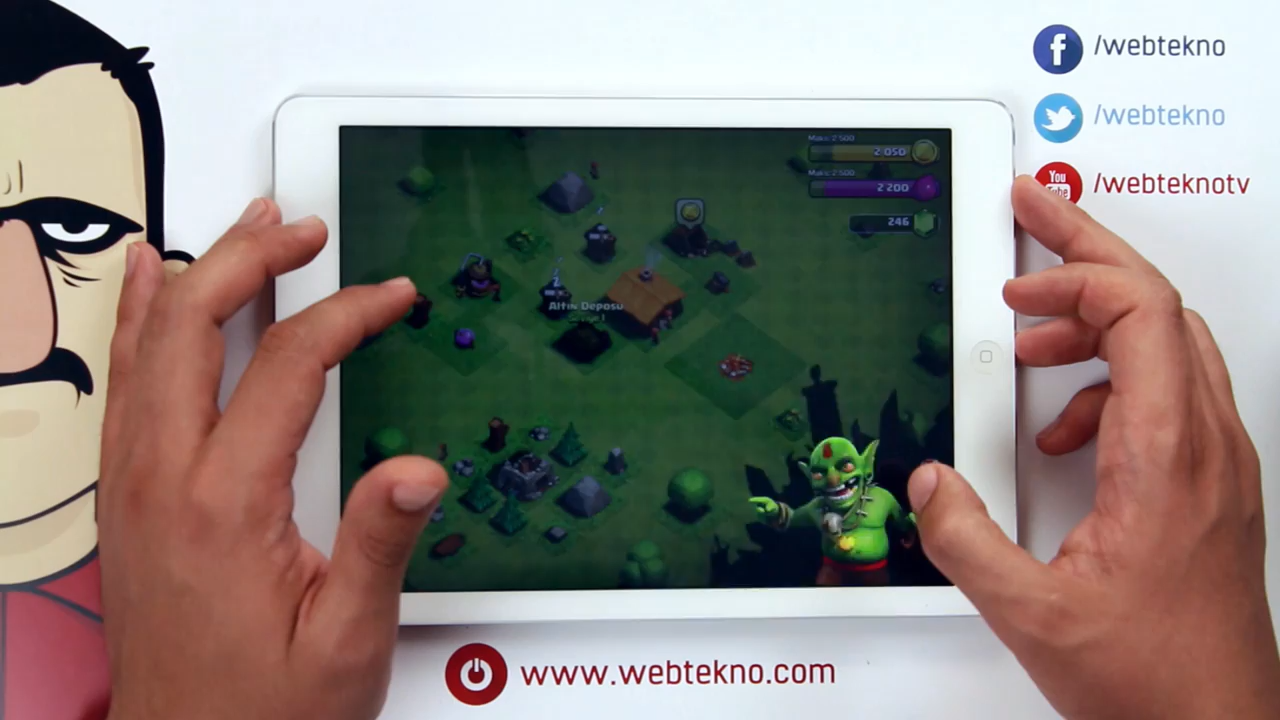 /webtekno
/webtekno
You
Tube
/webteknotv
Maks: 2 500
2 050
Maks: 2 500
2 200
246
z
z
Altın Deposu
www.webtekno.com